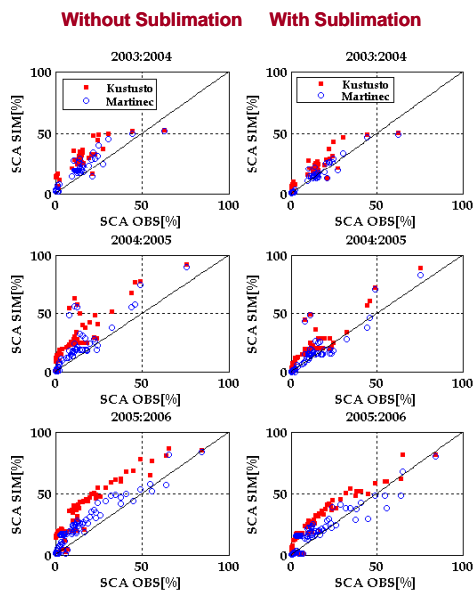 Without Sublimation With Sublimation
2003:2004 2003:2004
100 100
Kustusto Kustusto
Martinec Martinec
SCA SIM[%] SCA SIM[%]
50 50
0 0
0 50 100 0 50 100
SCA OBS[%] SCA OBS[%]
2004:2005 2004:2005
100 100
SCA SIM[%] SCA SIM[%]
50 50
0 0
0 50 100 0 50 100
SCA OBS[%] SCA OBS[%]
2005:2006 2005:2006
100 100
SCA SIM[%] SCA SIM[%]
50 50
0 0
0 50 100 0 50 100
SCA OBS[%] SCA OBS[%]